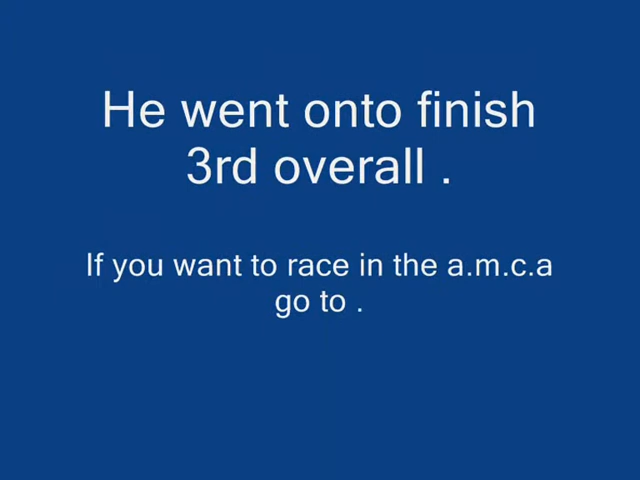 He went onto finish
3rd overall .
If you want to race in the a.m.c.a
go to .